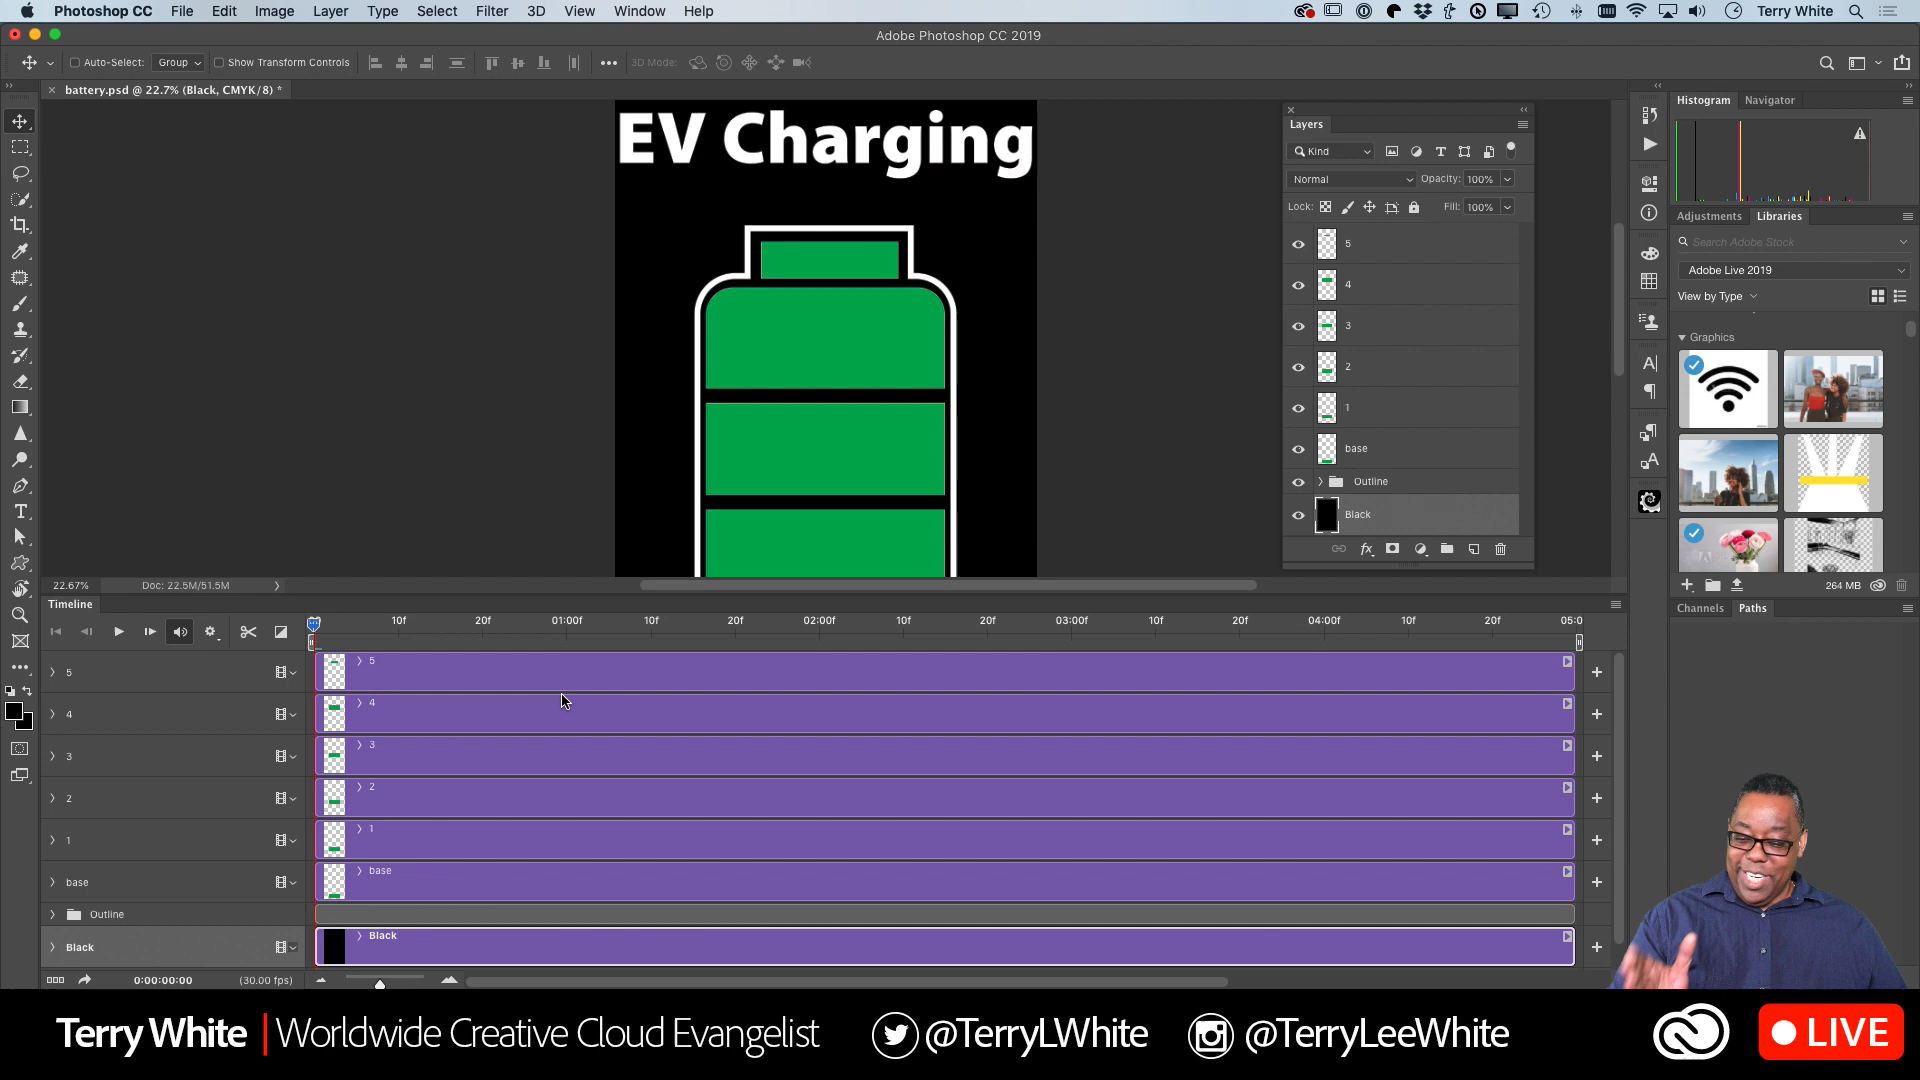 Photoshop CC File Edit Image Layer Type Select Filter 3D View Window Help Terry White
Adobe Photoshop CC 2019
Auto-Select: Group Show Transform Controls 3D Mode:
battery.psd @ 22.7% (Black, CMYK/8) *
EV Charging
Layers
Kind
Normal Opacity: 100%
Lock: Fill: 100%
5
4
3
2
1
base
Outline
Black
fx
Histogram Navigator
Adjustments Libraries
Search Adobe Stock
Adobe Live 2019
View by Type
Graphics
264 MB
Channels Paths
22.67% Doc: 22.5M/51.5M
Timeline
10f 20f 01:00f 10f 20f 02:00f 10f 20f 03:00f 10f 20f 04:00f 10f 20f 05:0
5 5
4 4
3 3
2 2
1 1
base base
Outline
Black Black
0:00:00:00 (30.00 fps)
Terry White | Worldwide Creative Cloud Evangelist @TerryLWhite @TerryLeeWhite LIVE